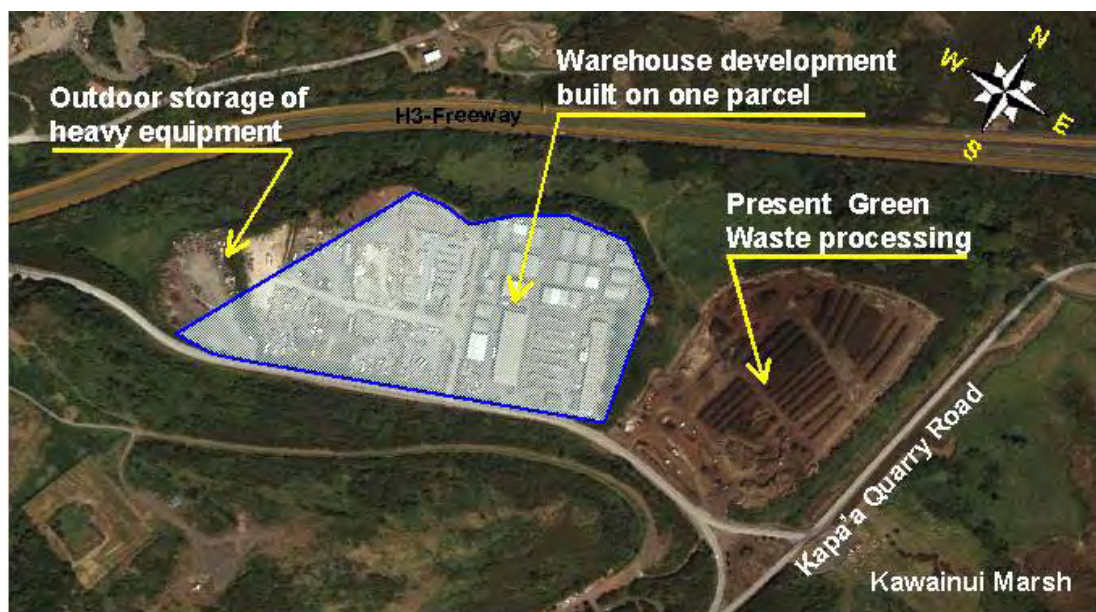 Outdoor storage of
heavy equipment
Warehouse development
built on one parcel
N
W
E
S
H3-Freeway
Present Green
Waste processing
Kapa'a Quarry Road
Kawainui Marsh